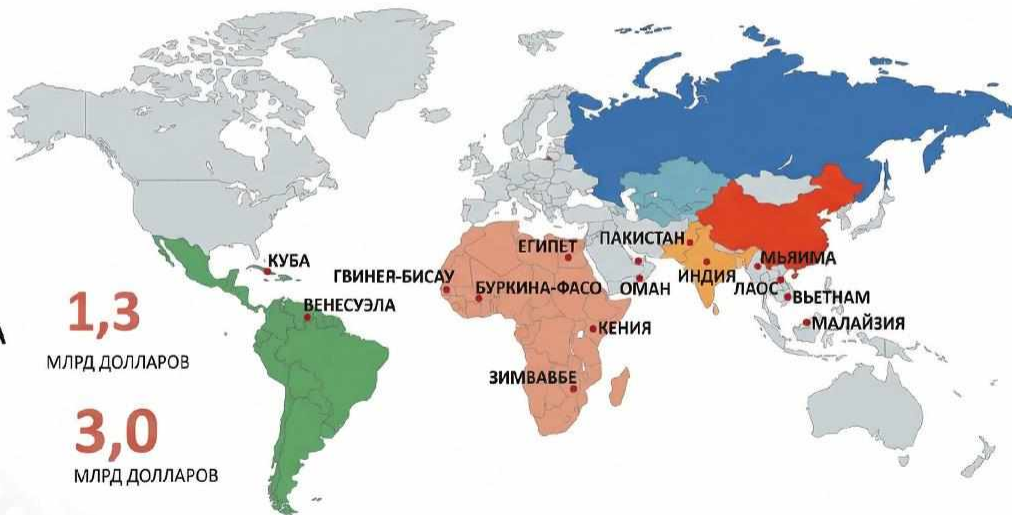 ЕГИПЕТ
ПАКИСТАН
КУБА
ГВИНЕЯ-БИСАУ
БУРКИНА-ФАСО
ОМАН
ИНДИЯ
МЬЯИМА
ЛАОС
ВЕНЕСУЭЛА
ВЬЕТНАМ
МАЛАЙЗИЯ
КЕНИЯ
ЗИМВАВБЕ
А
1,3
МЛРД ДОЛЛАРОВ
3,0
МЛРД ДОЛЛАРОВ